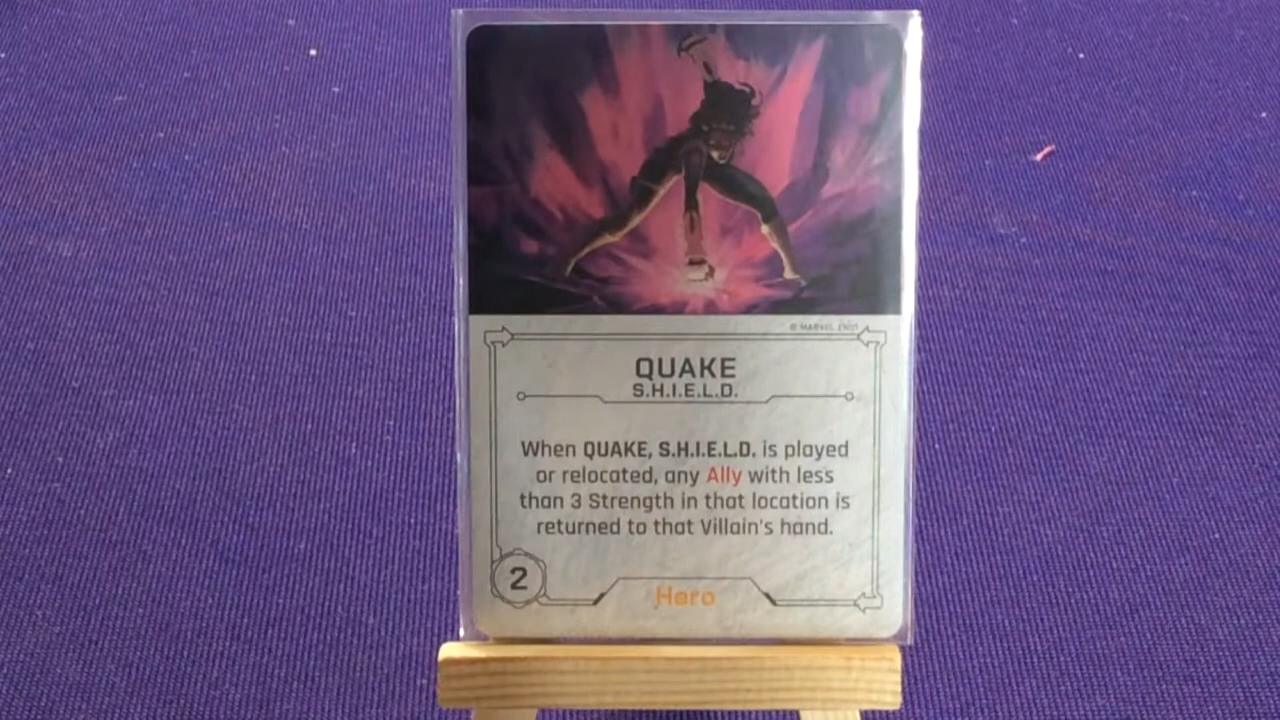 © MARVEL
QUAKE
S.H.I.E.L.D.
When QUAKE, S.H.I.E.L.D. is played
or relocated, any Ally with less
than 3 Strength in that location is
returned to that Villain's hand.
2
Hero